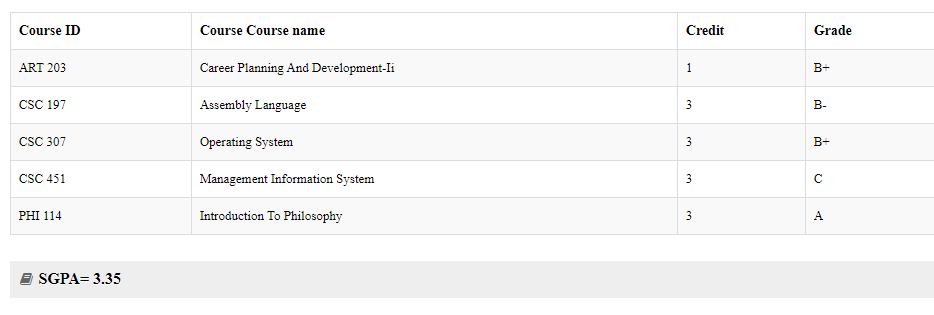 Course ID Course Course name Credit Grade
ART 203 Career Planning And Development-Ii 1 B+
CSC 197 Assembly Language 3 B-
CSC 307 Operating System 3 B+
CSC 451 Management Information System 3 C
PHI 114 Introduction To Philosophy 3 A
SGPA= 3.35